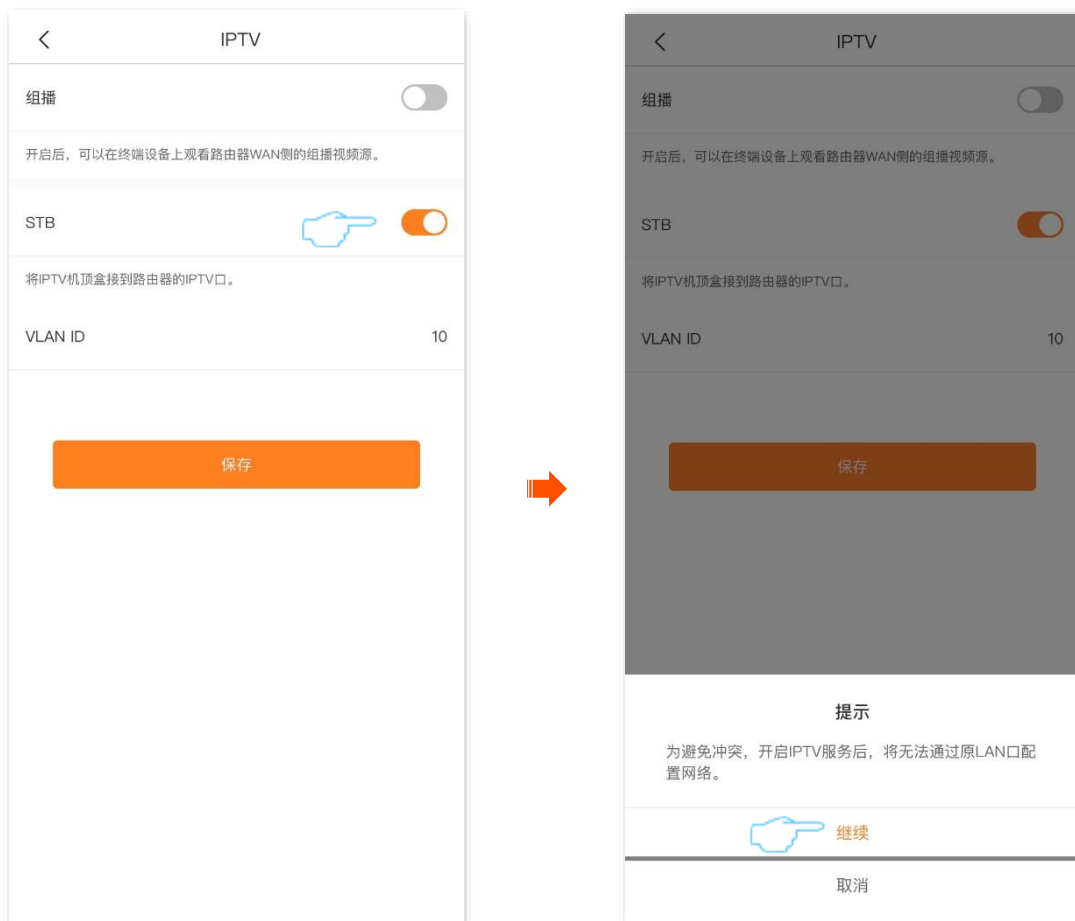 IPTV
组播
开启后，可以在终端设备上观看路由器WAN侧的组播视频源。
STB
将IPTV机顶盒接到路由器的IPTV口。
VLAN ID 10
保存
IPTV
组播
开启后，可以在终端设备上观看路由器WAN侧的组播视频源。
STB
将IPTV机顶盒接到路由器的IPTV口。
VLAN ID 10
保存
提示
为避免冲突，开启IPTV服务后，将无法通过原LAN口配
置网络。
继续
取消